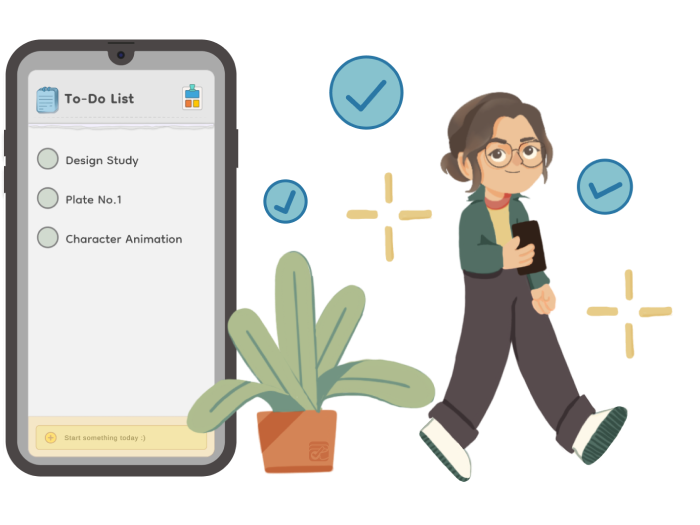 To-Do List
Design Study
Plate No.1
Character Animation
Start something today :)